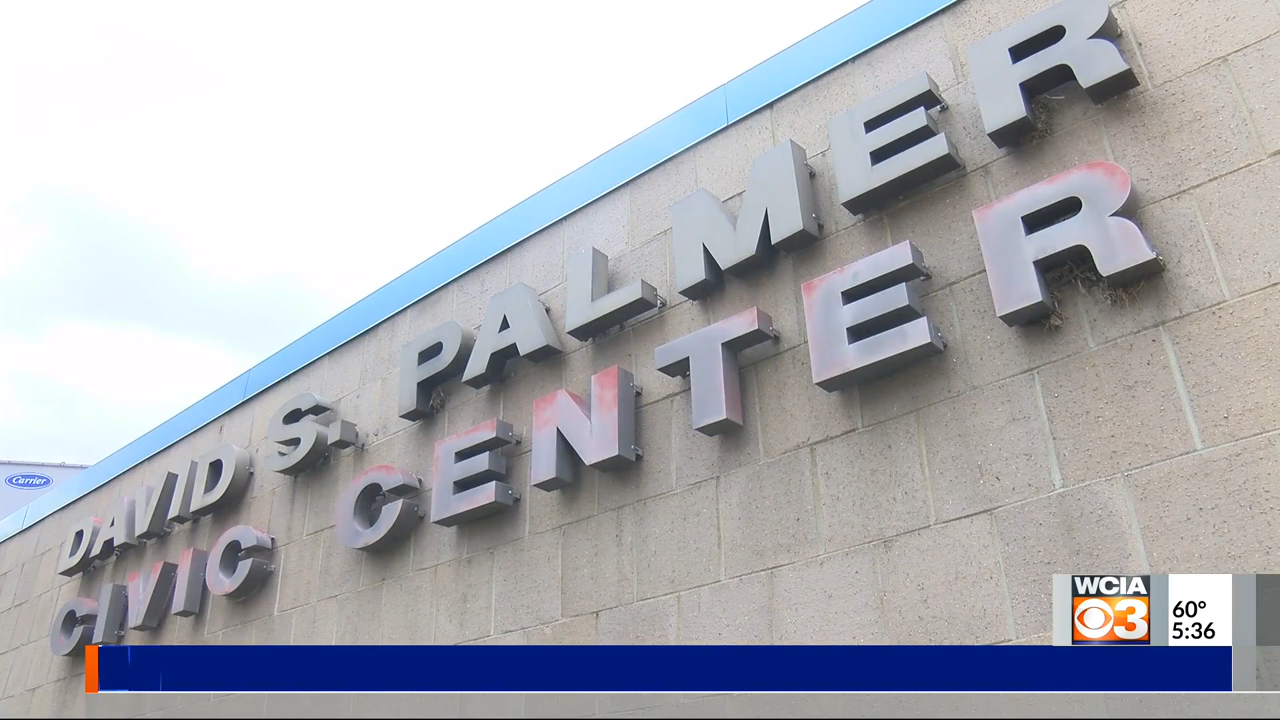 DAVID S. PALMER
CIVIC CENTER
Carrier
WCIA
3
60°
5:36